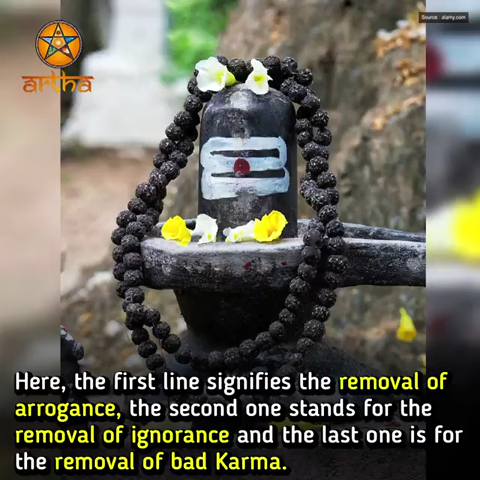 Source : alamy.com
artha
Here, the first line signifies the removal of
arrogance, the second one stands for the
removal of ignorance and the last one is for
the removal of bad Karma.